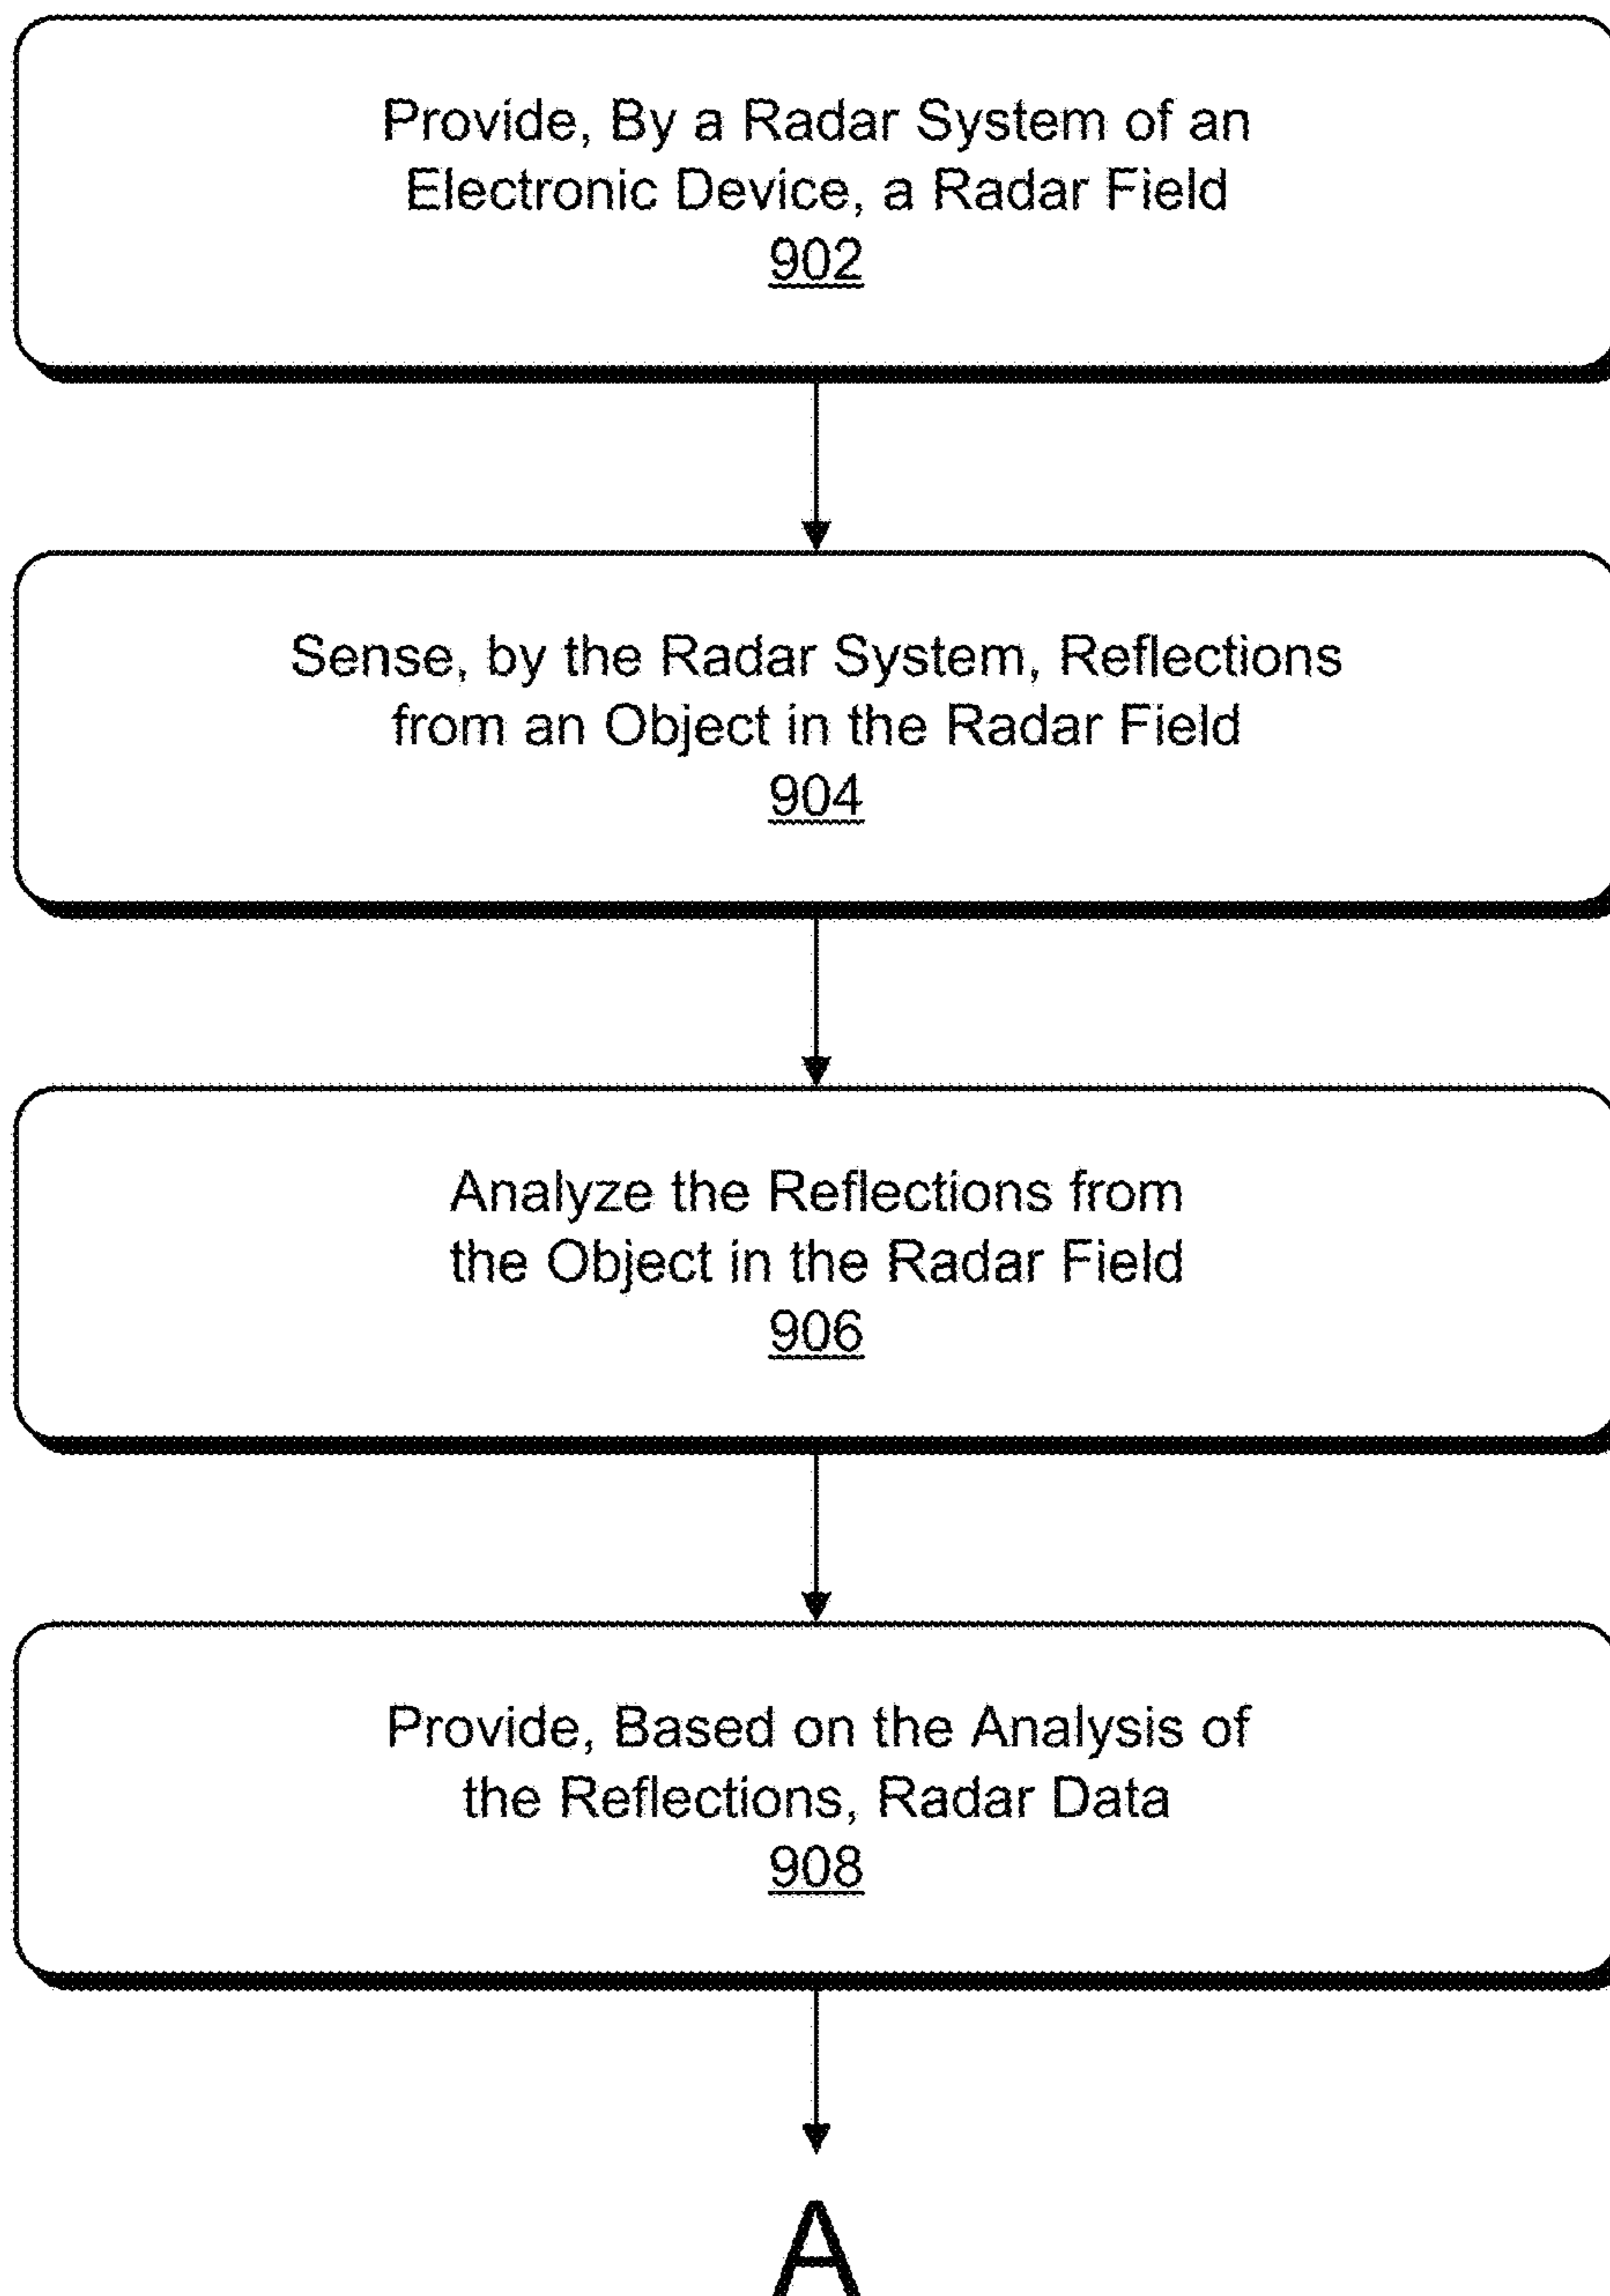 Provide, By a Radar System of an
Electronic Device, a Radar Field
902
Sense, by the Radar System, Reflections
from an Object in the Radar Field
904
Analyze the Reflections from
the Object in the Radar Field
906
Provide, Based on the Analysis of
the Reflections, Radar Data
908
A